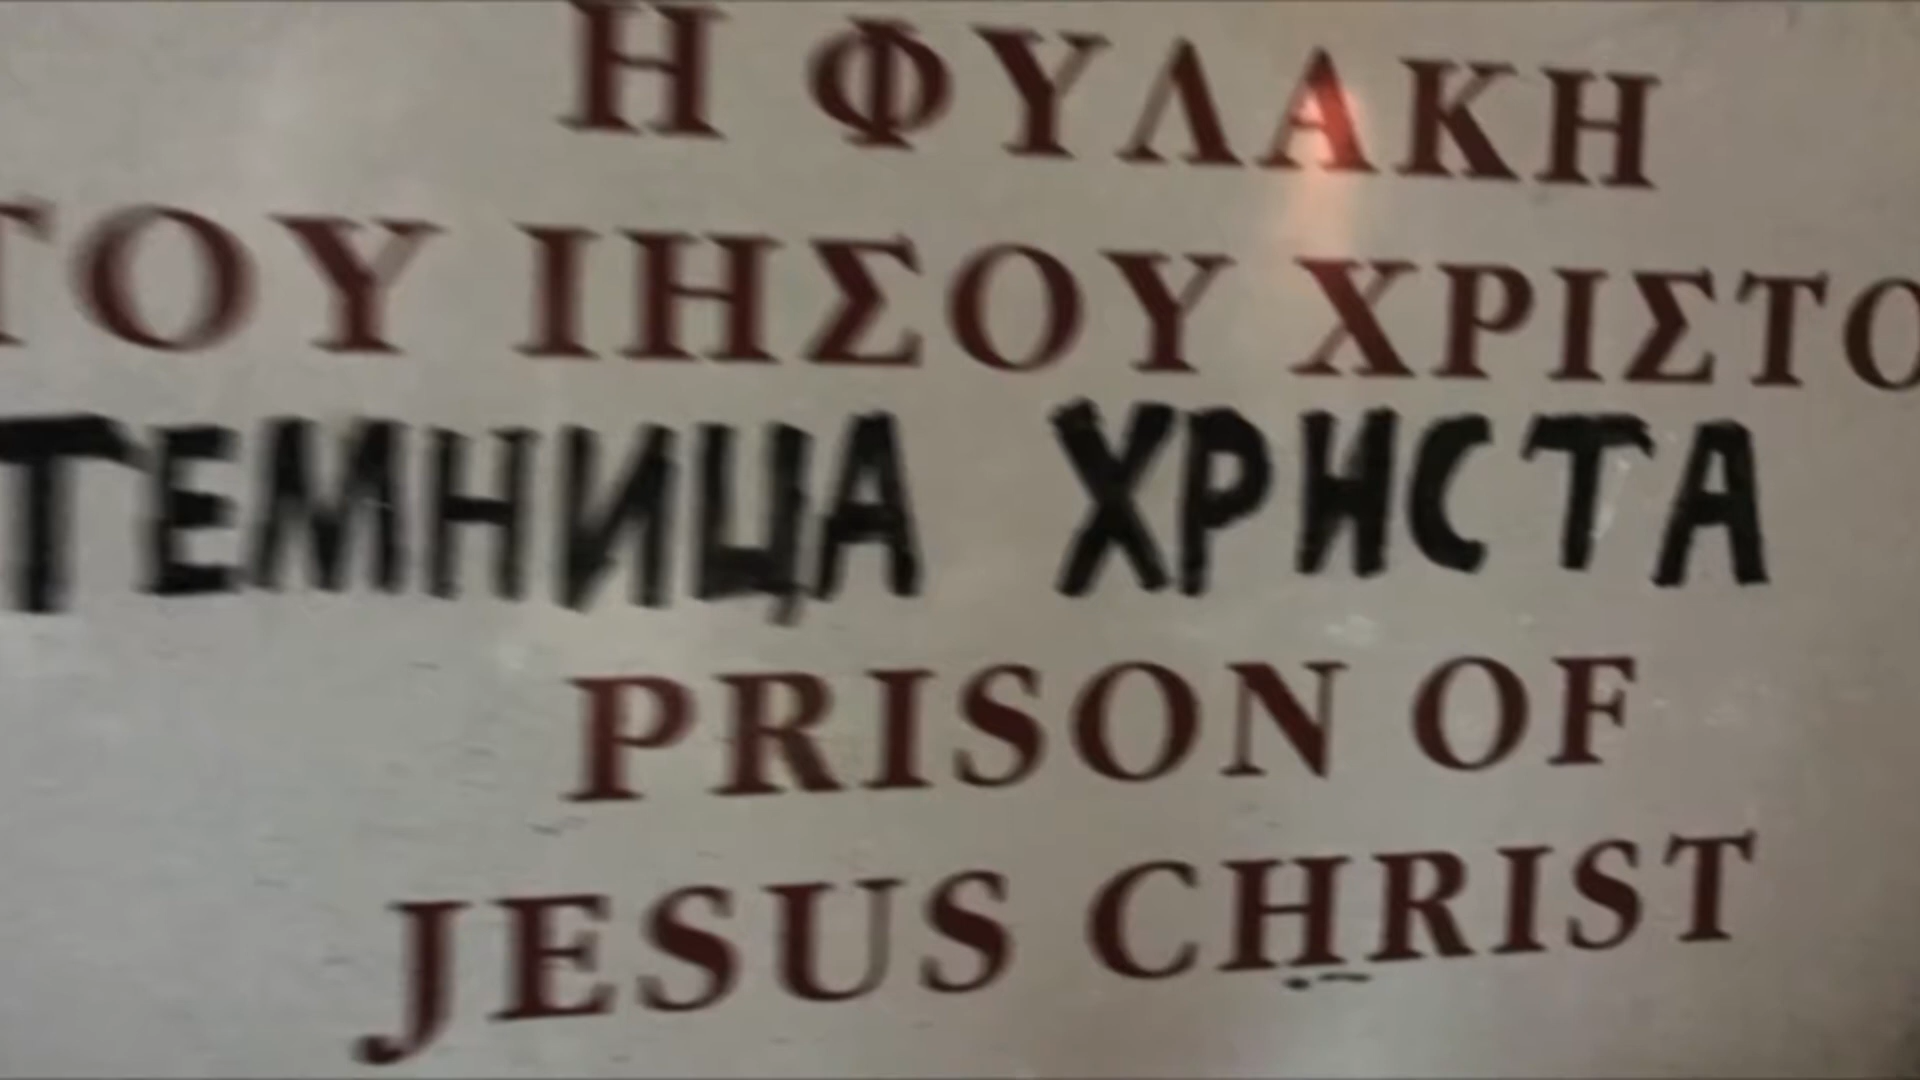 Η ΦΥΛΑΚΗ
ΤΟΥ ΙΗΣΟΥ ΧΡΙΣΤΟ
ТЕМНИЦА ХРИСТА
PRISON OF
JESUS CHRIST